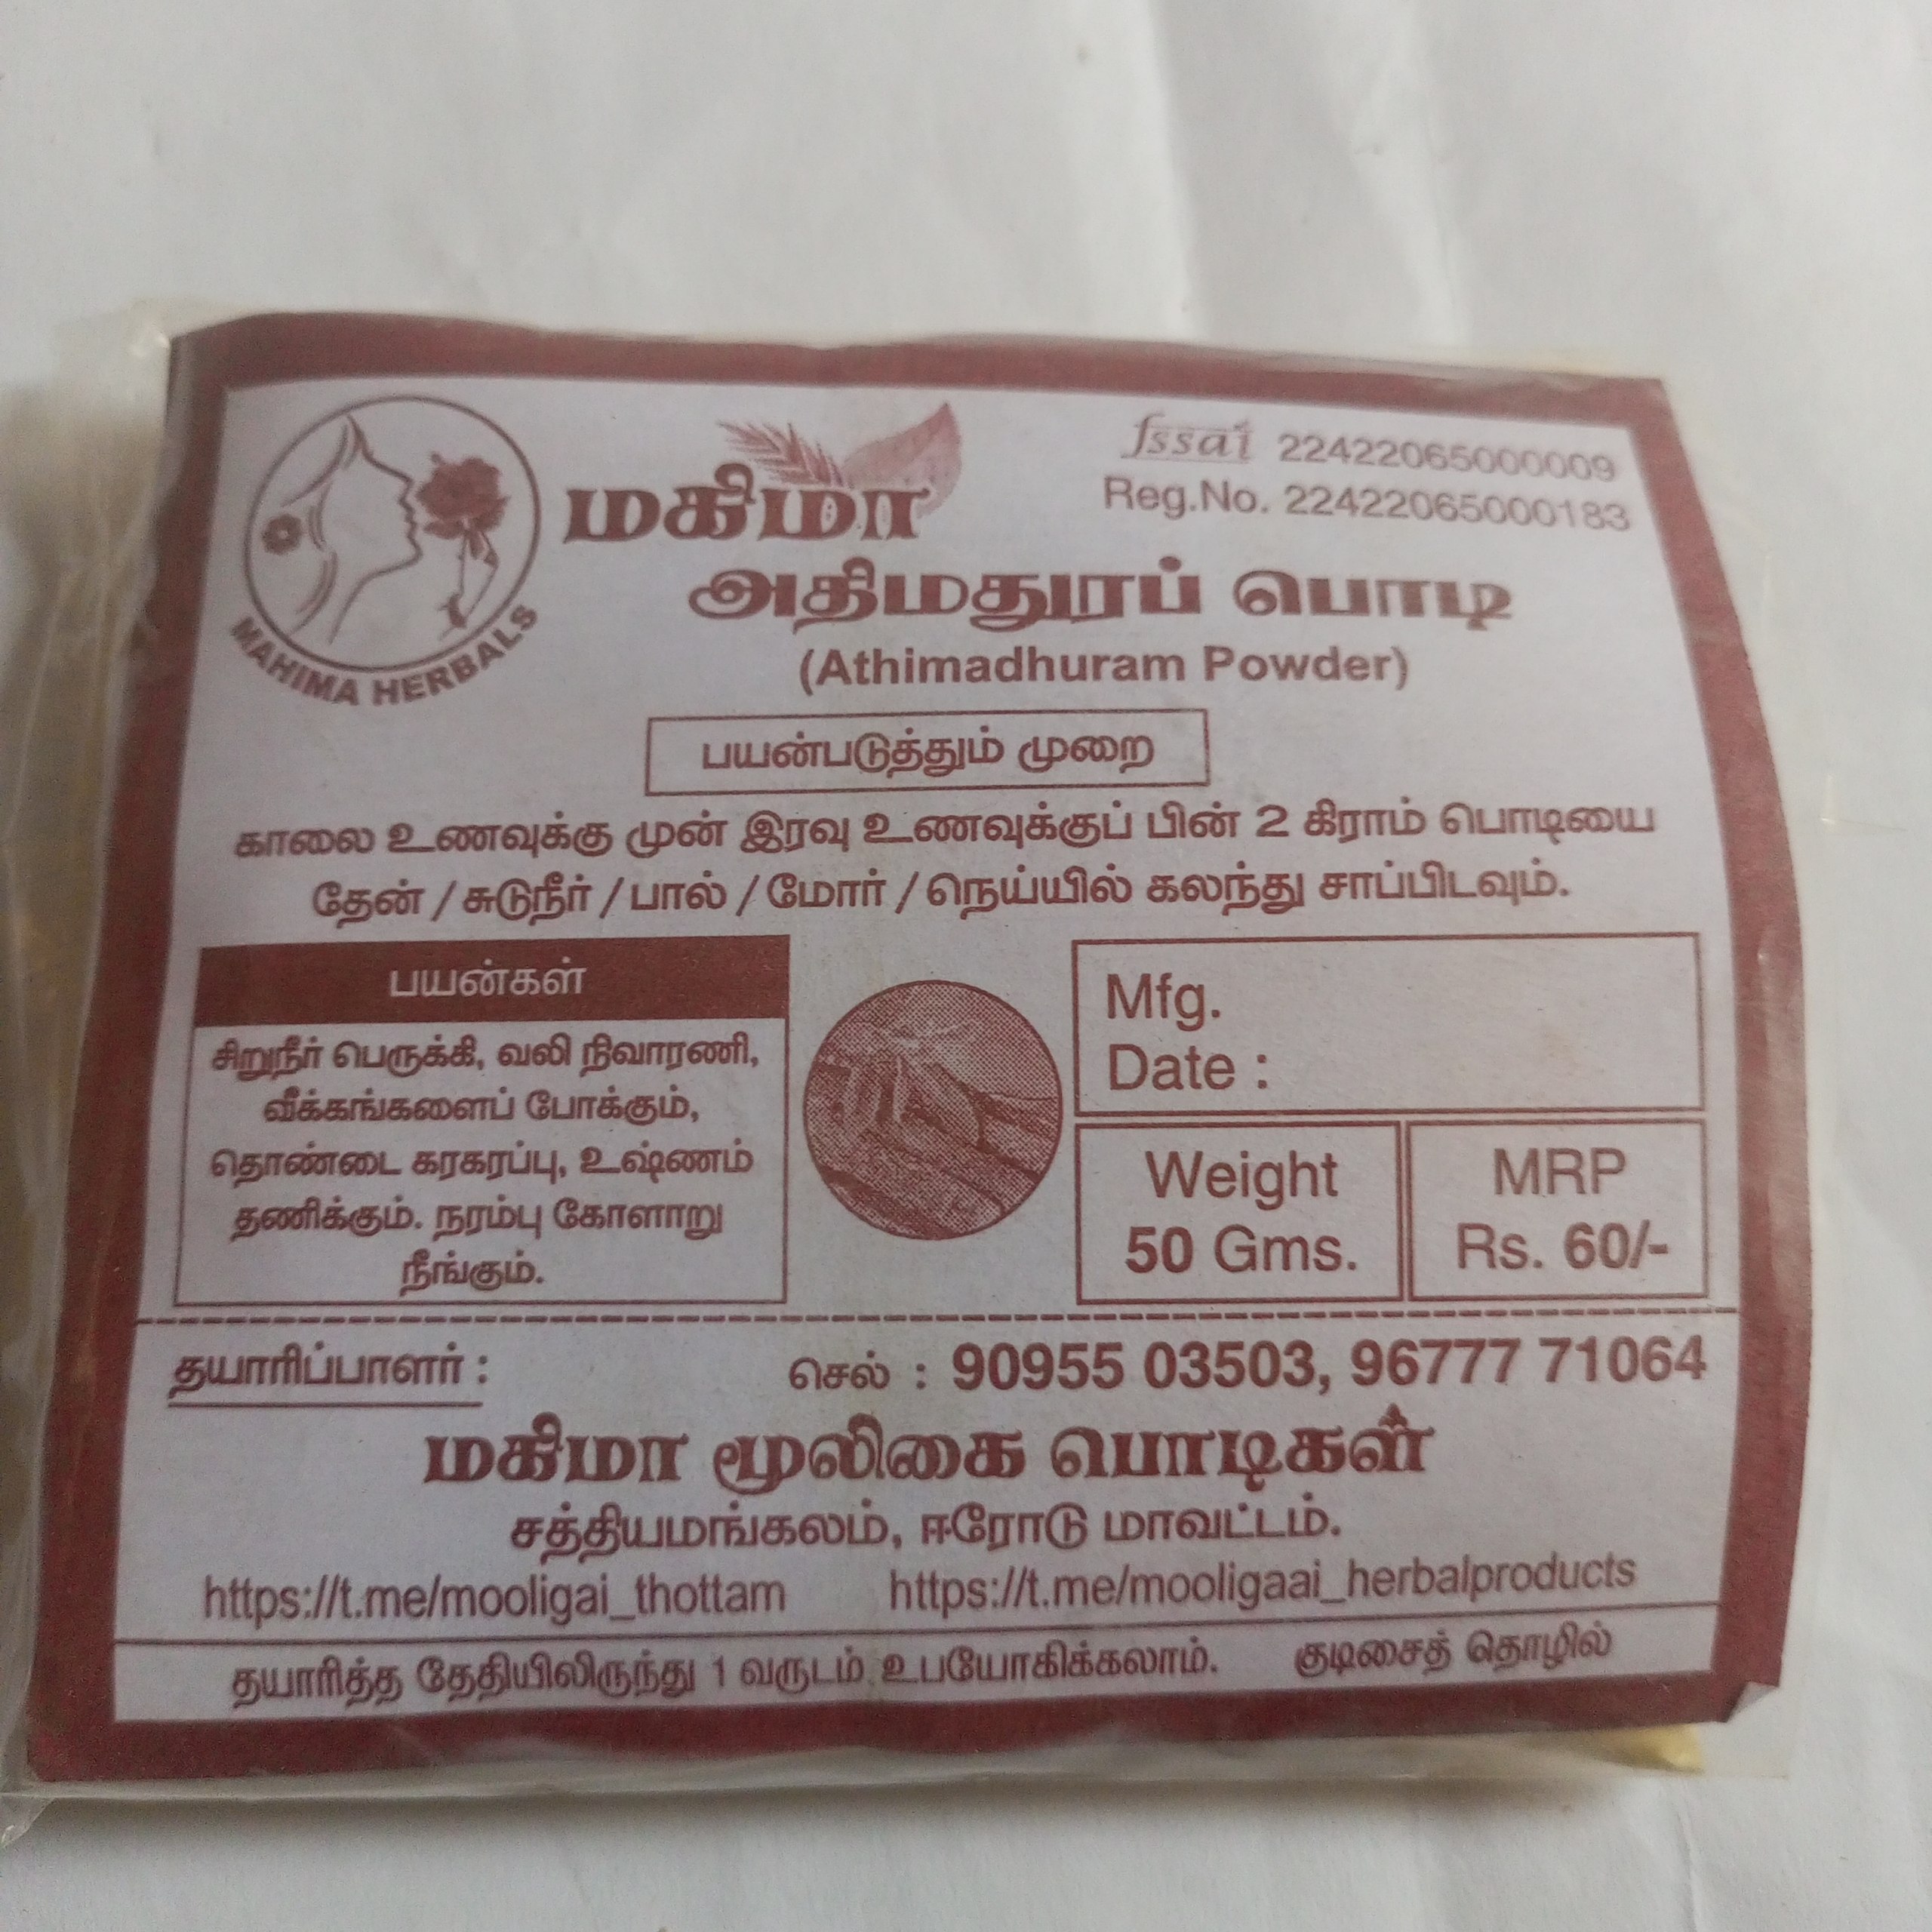 fssai 22422065000009
மகிமா
Reg.No. 22422065000183
அதிமதுரப் பொடி
(Athimadhuram Powder)
MAHIMA HERBALS
பயன்படுத்தும் முறை
காலை உணவுக்கு முன் இரவு உணவுக்குப் பின் 2 கிராம் பொடியை
தேன் / சுடுநீர் / பால் / மோர் / நெய்யில் கலந்து சாப்பிடவும்.
பயன்கள்
சிறுநீர் பெருக்கி, வலி நிவாரணி,
வீக்கங்களைப் போக்கும்,
தொண்டை கரகரப்பு, உஷ்ணம்
தணிக்கும். நரம்பு கோளாறு
நீங்கும்.
Mfg.
Date :
Weight
50 Gms.
MRP
Rs. 60/-
தயாரிப்பாளர் :
செல் : 90955 03503, 96777 71064
மகிமா மூலிகை பொடிகள்
சத்தியமங்கலம், ஈரோடு மாவட்டம்.
https://t.me/mooligai_thottam https://t.me/mooligaai_herbalproducts
தயாரித்த தேதியிலிருந்து 1 வருடம் உபயோகிக்கலாம். குடிசைத் தொழில்